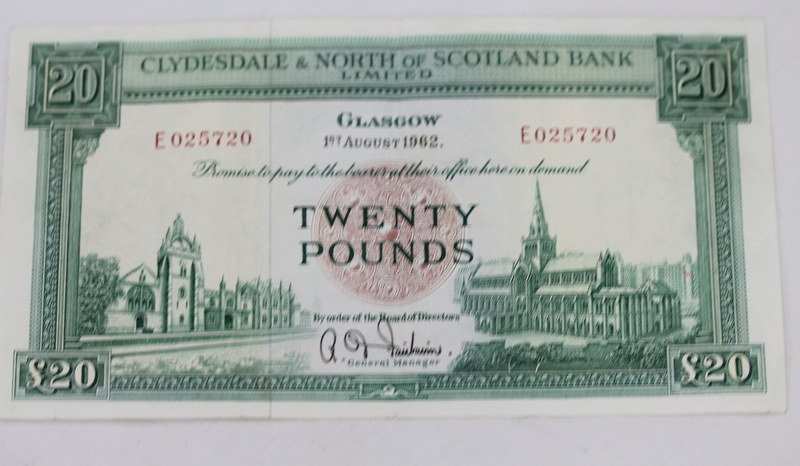 20 CLYDESDALE & NORTH OF SCOTLAND BANK 20
LIMITED
GLASGOW
E025720 1ST AUGUST 1962. E025720
Promise to pay to the bearer at their office here on demand
TWENTY
POUNDS
By order of the Board of Directors
Fairbairn.
General Manager
£20 £20